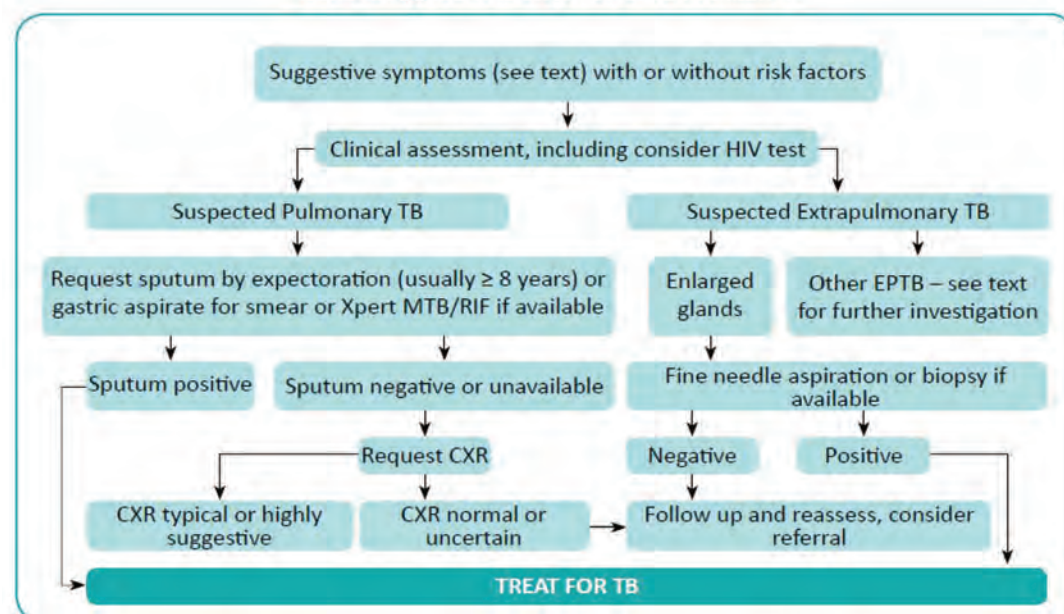 Suggestive symptoms (see text) with or without risk factors
Clinical assessment, including consider HIV test
Suspected Pulmonary TB
Suspected Extrapulmonary TB
Request sputum by expectoration (usually ≥ 8 years) or
gastric aspirate for smear or Xpert MTB/RIF if available
Enlarged
glands
Other EPTB – see text
for further investigation
Sputum positive
Sputum negative or unavailable
Fine needle aspiration or biopsy if
available
Request CXR
Negative
Positive
CXR typical or highly
suggestive
CXR normal or
uncertain
Follow up and reassess, consider
referral
TREAT FOR TB